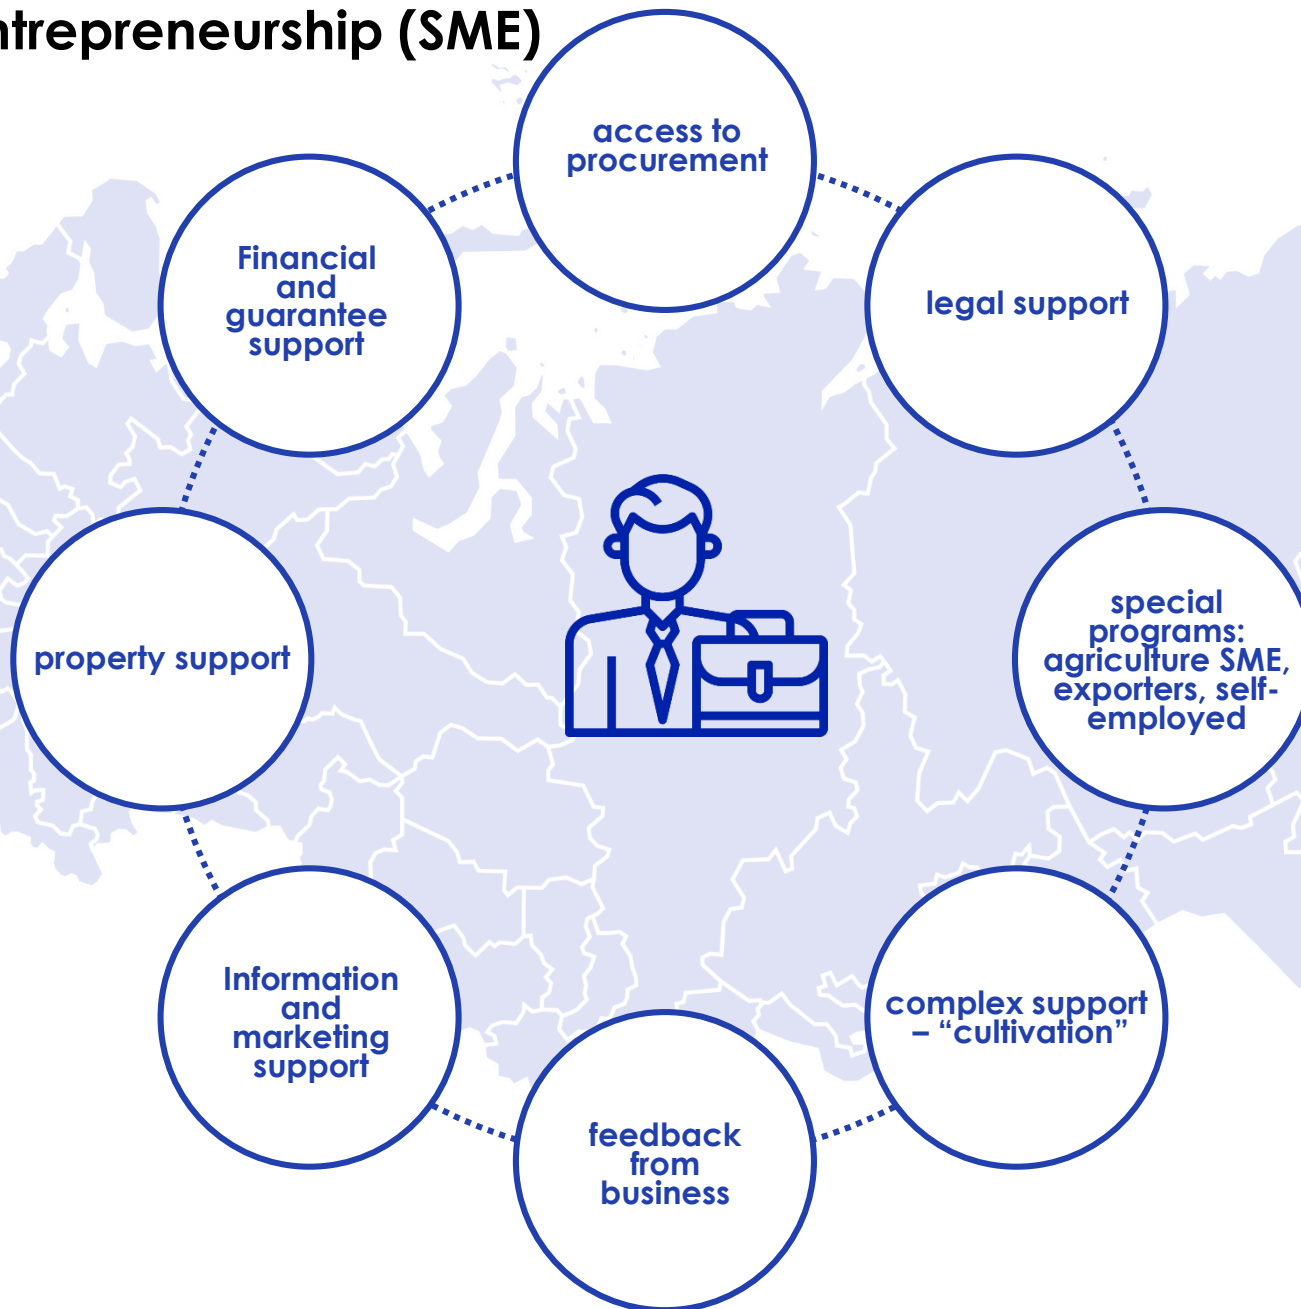 ntrepreneurship (SME)
access to
procurement
Financial
and
guarantee
support
legal support
property support
special
programs:
agriculture SME,
exporters, self-
employed
Information
and
marketing
support
complex support
– “cultivation”
feedback
from
business